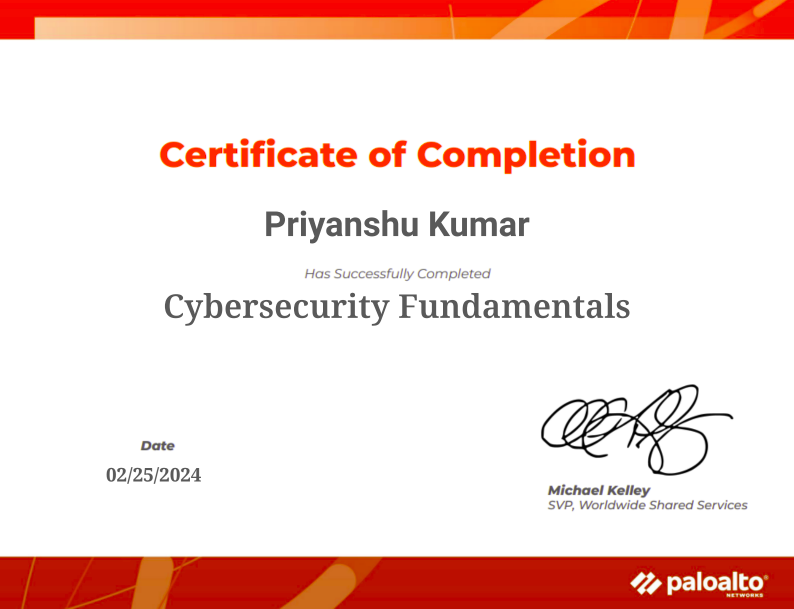 Certificate of Completion
Priyanshu Kumar
Has Successfully Completed
Cybersecurity Fundamentals
Date
02/25/2024
Michael Kelley
SVP, Worldwide Shared Services
paloalto®
NETWORKS